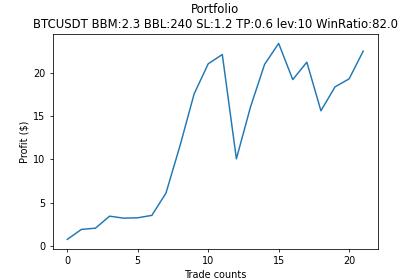 Portfolio
BTCUSDT BBM:2.3 BBL:240 SL:1.2 TP:0.6 lev:10 WinRatio:82.0
Profit ($)
20
15
10
5
0
0 5 10 15 20
Trade counts